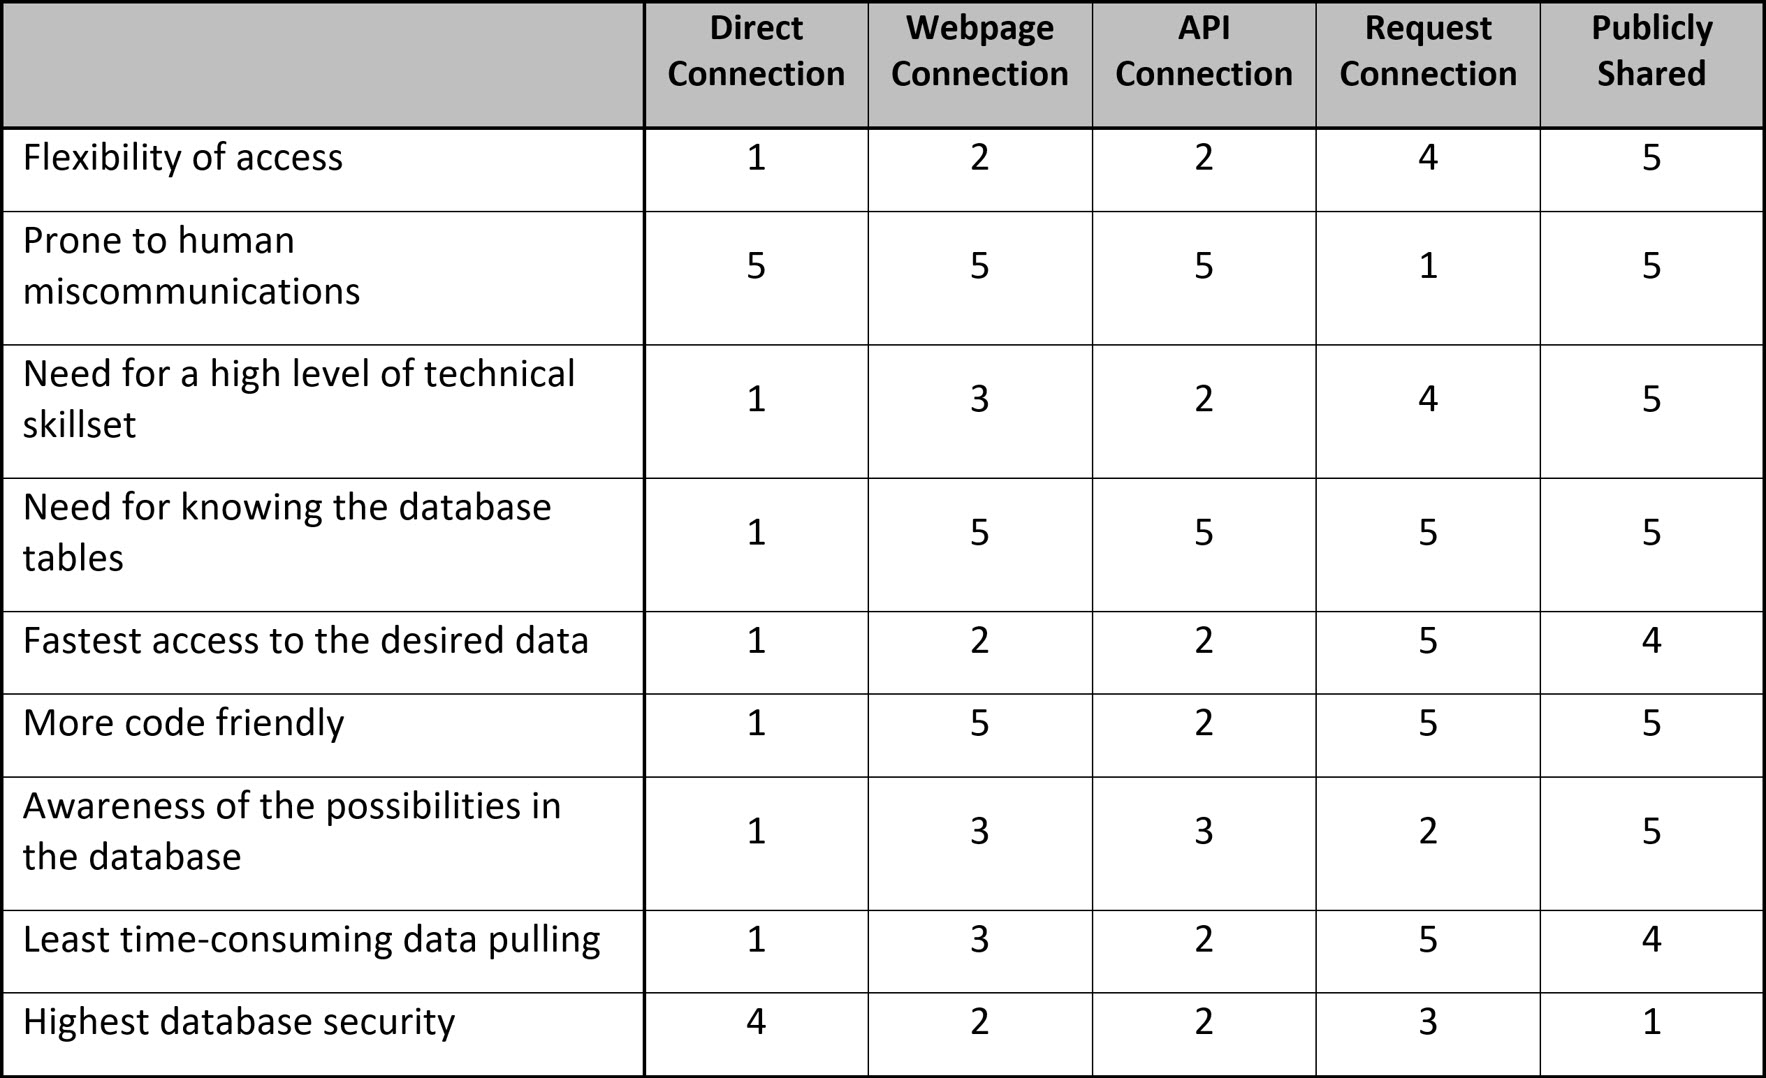 Direct Connection | Webpage Connection | API Connection | Request Connection | Publicly Shared
Flexibility of access | 1 | 2 | 2 | 4 | 5
Prone to human miscommunications | 5 | 5 | 5 | 1 | 5
Need for a high level of technical skillset | 1 | 3 | 2 | 4 | 5
Need for knowing the database tables | 1 | 5 | 5 | 5 | 5
Fastest access to the desired data | 1 | 2 | 2 | 5 | 4
More code friendly | 1 | 5 | 2 | 5 | 5
Awareness of the possibilities in the database | 1 | 3 | 3 | 2 | 5
Least time-consuming data pulling | 1 | 3 | 2 | 5 | 4
Highest database security | 4 | 2 | 2 | 3 | 1